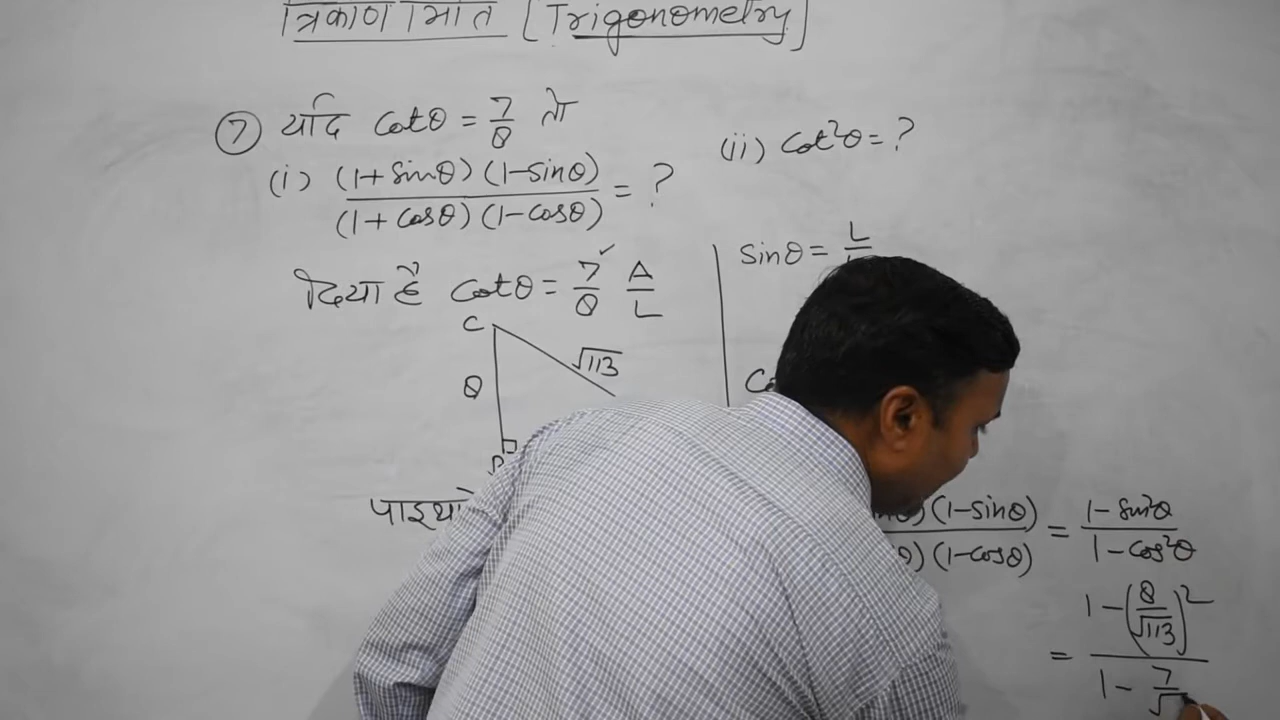 त्रिकोणमिति [Trigonometry]
⑦ यदि cotθ = 7/8 तो
(i) (1+sinθ)(1-sinθ) / (1+cosθ)(1-cosθ) = ?
(ii) cot²θ = ?
दिया है cotθ = 7/8 A/L
C
8
√113
sinθ = L/
(1-sinθ) / (1-cosθ) = 1-sin²θ / 1-cos²θ
= 1-(8/√113)² / 1- 7/√